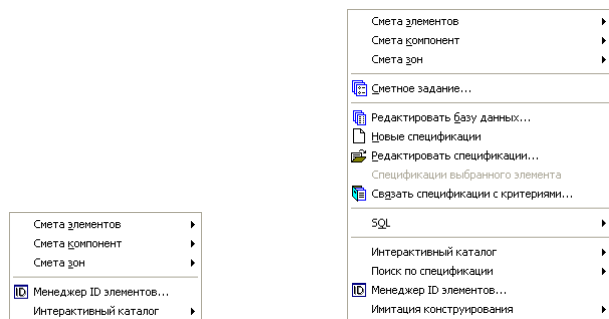 Смета элементов
Смета компонент
Смета зон
Менеджер ID элементов...
Интерактивный каталог
Смета элементов
Смета компонент
Смета зон
Сметное задание...
Редактировать базу данных...
Новые спецификации
Редактировать спецификации...
Спецификации выбранного элемента
Связать спецификации с критериями...
SQL
Интерактивный каталог
Поиск по спецификации
ID Менеджер ID элементов...
Имитация конструирования